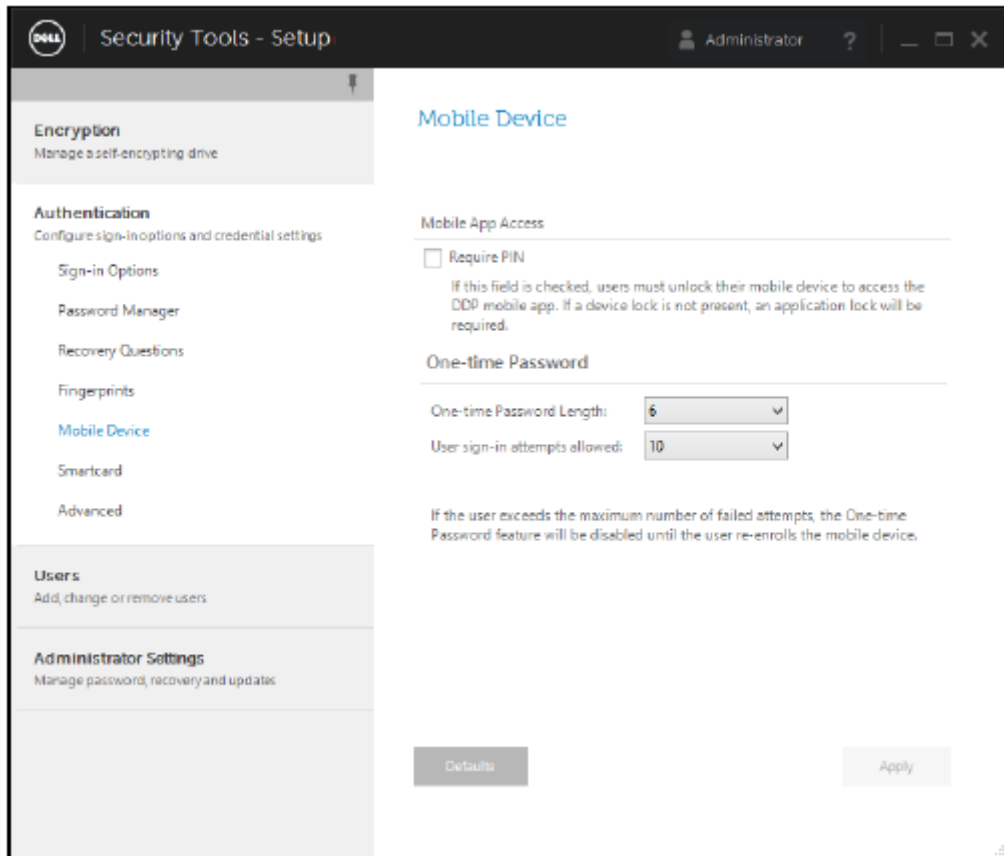 DELL
Security Tools - Setup
Administrator
?
Encryption
Manage a self-encrypting drive
Authentication
Configure sign-in options and credential settings
Sign-in Options
Password Manager
Recovery Questions
Fingerprints
Mobile Device
Smartcard
Advanced
Users
Add, change or remove users
Administrator Settings
Manage password, recovery and updates
Mobile Device
Mobile App Access
Require PIN
If this field is checked, users must unlock their mobile device to access the
DDP mobile app. If a device lock is not present, an application lock will be
required.
One-time Password
One-time Password Length: 6
User sign-in attempts allowed: 10
If the user exceeds the maximum number of failed attempts, the One-time
Password feature will be disabled until the user re-enrolls the mobile device.
Defaults
Apply